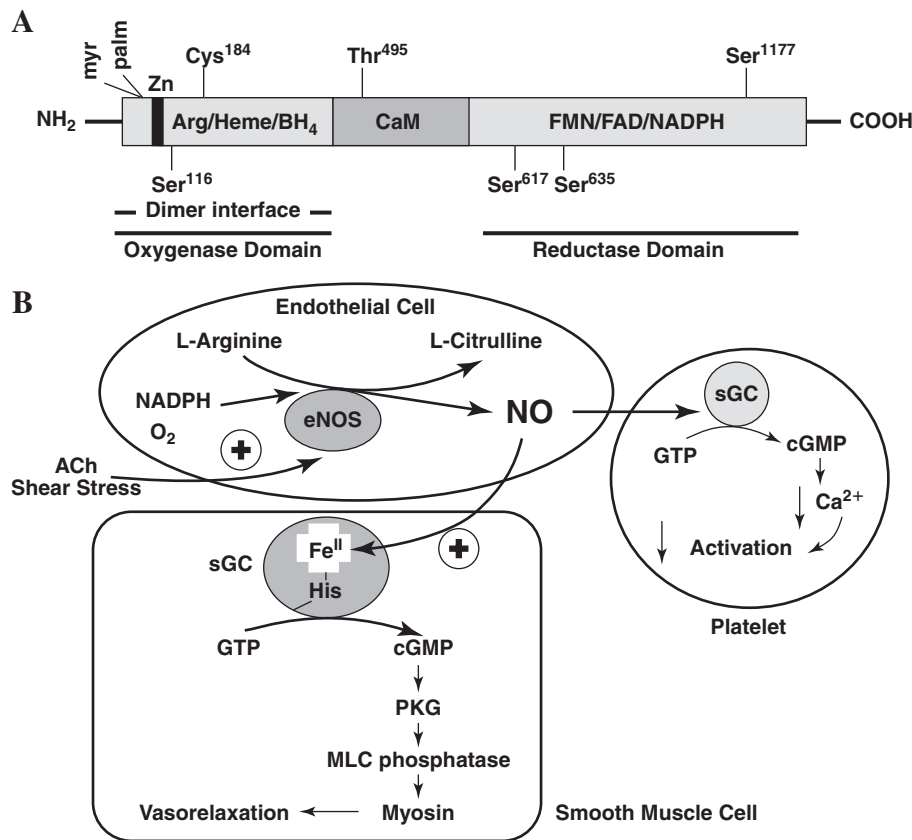 A
myr
palm
Zn
Cys184
Thr495
Ser1177
NH2
Arg/Heme/BH4
CaM
FMN/FAD/NADPH
COOH
Ser116
Ser617
Ser635
Dimer interface
Oxygenase Domain
Reductase Domain
B
Endothelial Cell
L-Arginine
L-Citrulline
NADPH
O2
eNOS
NO
ACh
Shear Stress
sGC
GTP
cGMP
Ca2+
Activation
Platelet
sGC
FeII
His
GTP
cGMP
PKG
MLC phosphatase
Myosin
Vasorelaxation
Smooth Muscle Cell